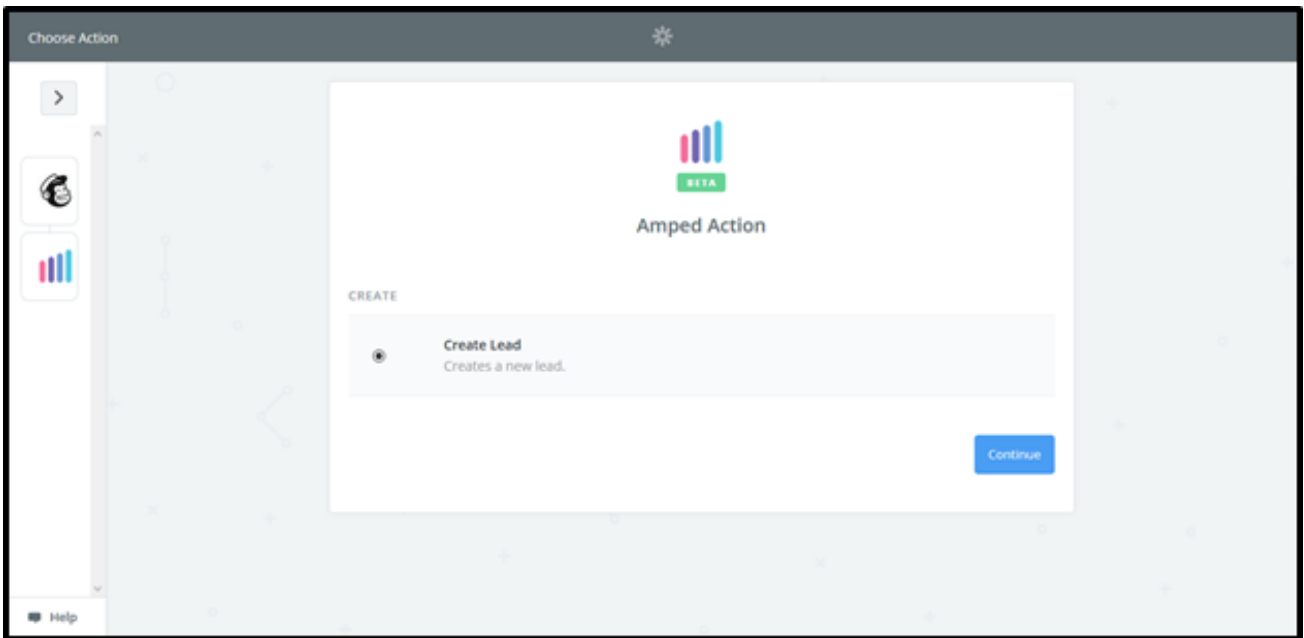 Choose Action
BETA
Amped Action
CREATE
Create Lead
Creates a new lead.
Continue
Help